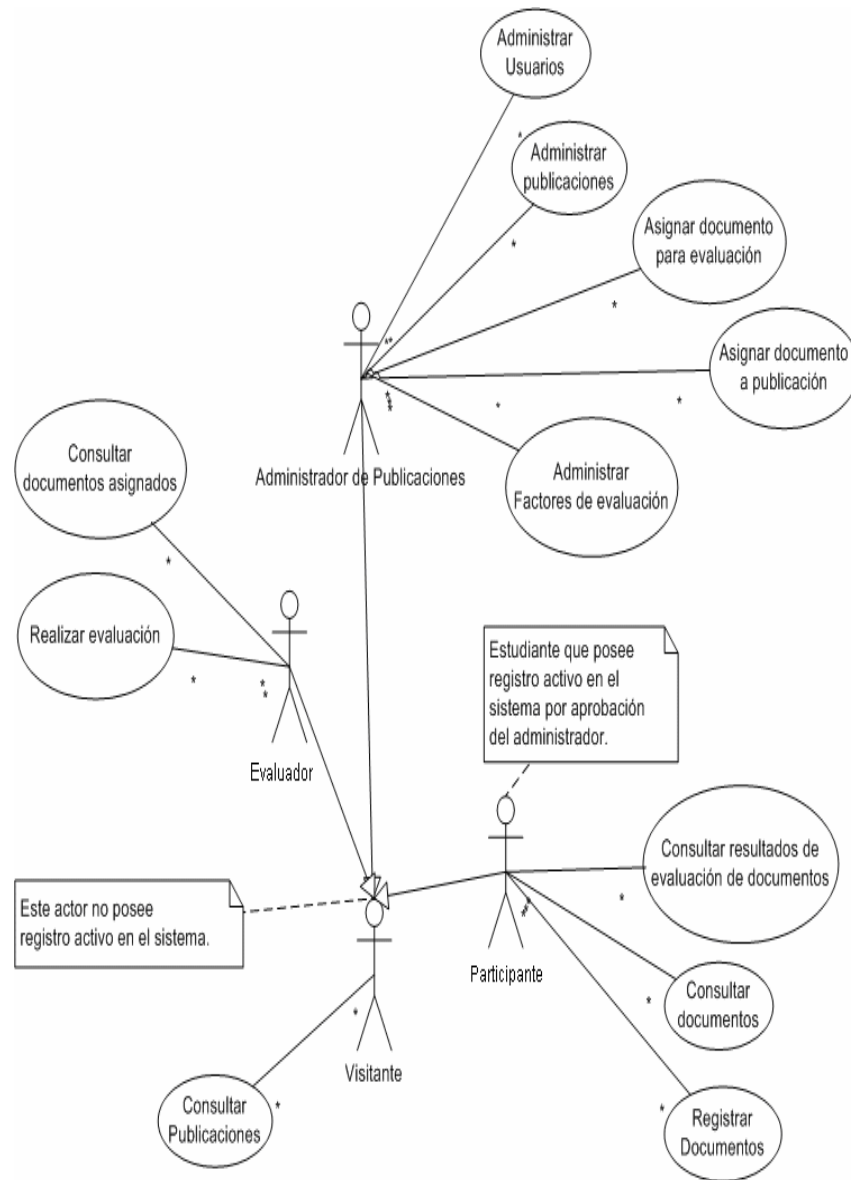 Administrar
Usuarios
*
Administrar
publicaciones
*
Asignar documento
para evaluación
*
**
Asignar documento
a publicación
*
*
*
*
*
Administrador de Publicaciones
Administrar
Factores de evaluación
Consultar
documentos asignados
*
Realizar evaluación
*
*
*
Evaluador
Estudiante que posee
registro activo en el
sistema por aprobación
del administrador.
Consultar resultados de
evaluación de documentos
*
*
*
*
Participante
Este actor no posee
registro activo en el sistema.
Consultar
documentos
*
*
Visitante
Consultar
Publicaciones
*
Registrar
Documentos
*